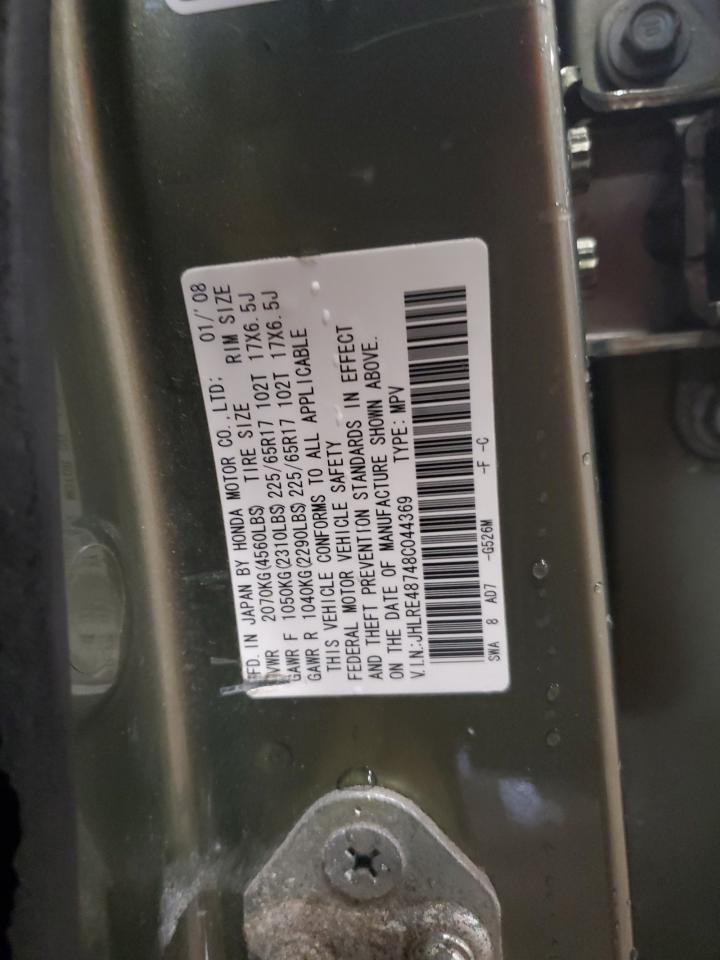 FD. IN JAPAN BY HONDA MOTOR CO., LTD; 01/'08
VWR 2070KG(4560LBS) TIRE SIZE RIM SIZE
GAWR F 1050KG(2310LBS) 225/65R17 102T 17X6. 5J
GAWR R 1040KG(2290LBS) 225/65R17 102T 17X6. 5J
THIS VEHICLE CONFORMS TO ALL APPLICABLE
FEDERAL MOTOR VEHICLE SAFETY
AND THEFT PREVENTION STANDARDS IN EFFECT
ON THE DATE OF MANUFACTURE SHOWN ABOVE.
V.I.N.:JHLRE48748C044369 TYPE: MPV
SWA 8 AD7 -G526M -F -C